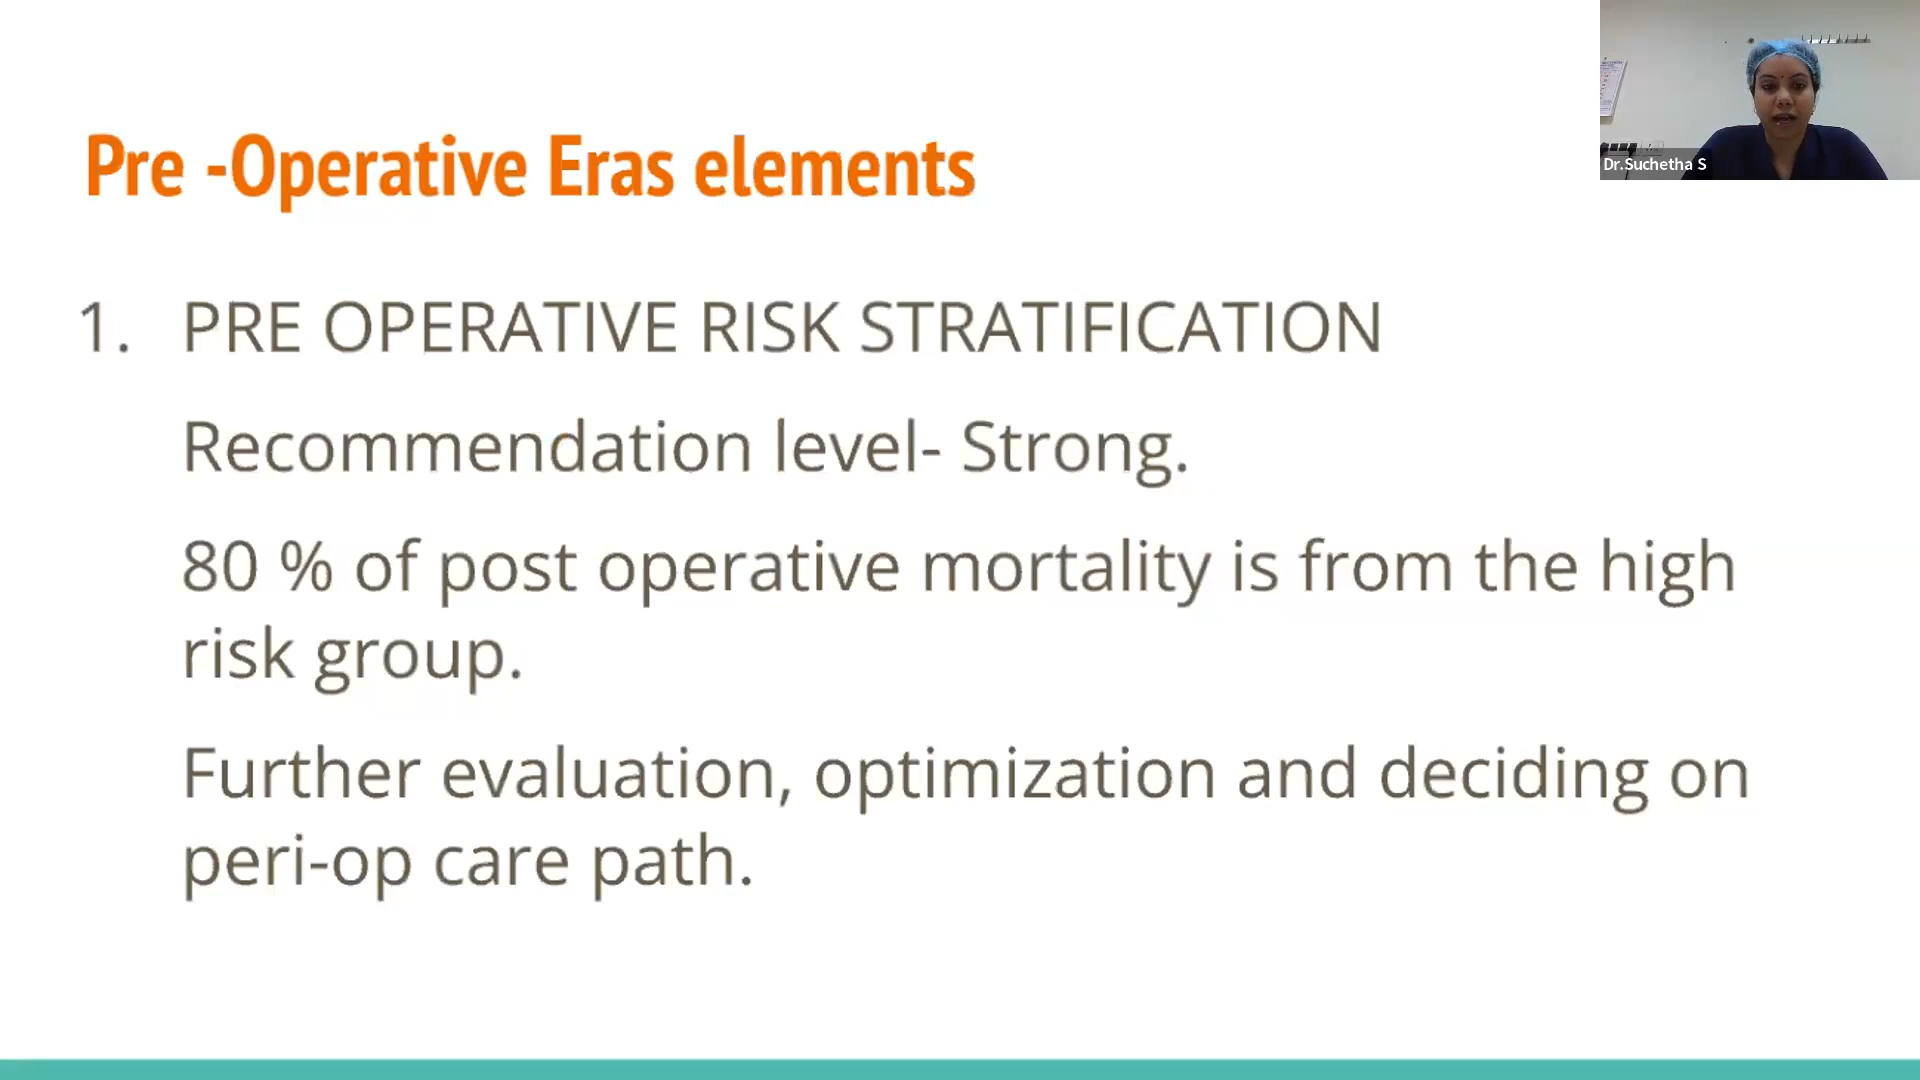 Pre -Operative Eras elements
1. PRE OPERATIVE RISK STRATIFICATION
Recommendation level- Strong.
80 % of post operative mortality is from the high
risk group.
Further evaluation, optimization and deciding on
peri-op care path.
Dr.Suchetha S